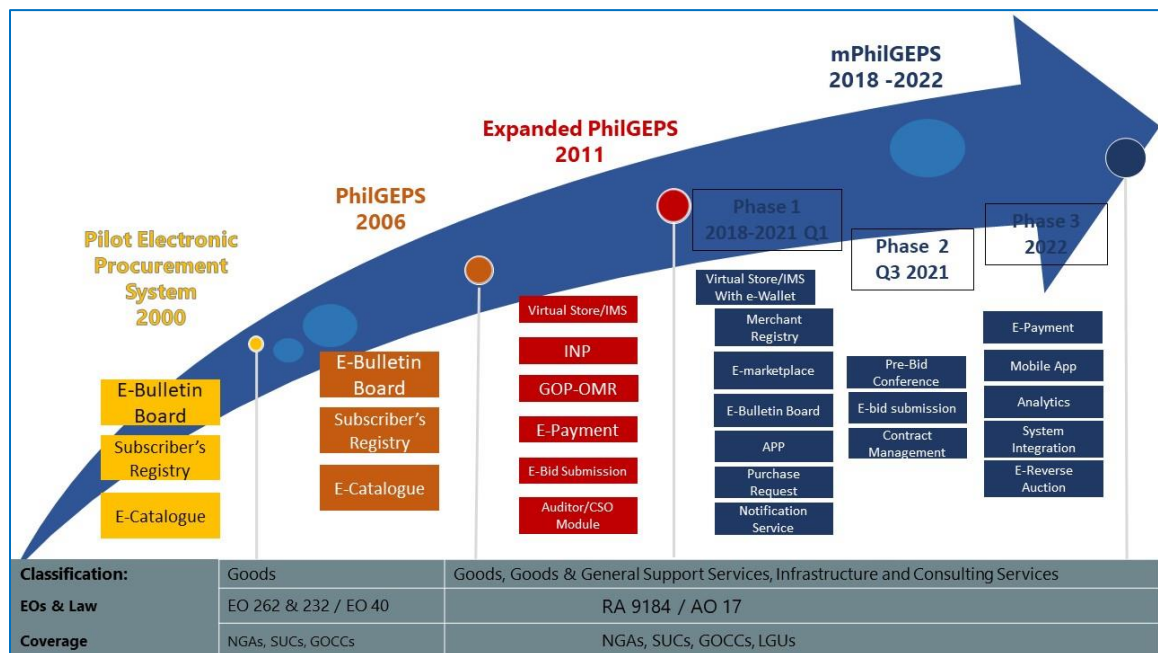 mPhilGEPS
2018 -2022
Expanded PhilGEPS
2011
PhilGEPS
2006
Pilot Electronic
Procurement
System
2000
E-Bulletin
Board
Subscriber's
Registry
E-Catalogue
E-Bulletin
Board
Subscriber's
Registry
E-Catalogue
Virtual Store/IMS
INP
GOP-OMR
E-Payment
E-Bid Submission
Auditor/CSO
Module
Phase 1
2018-2021 Q1
Virtual Store/IMS
With e-Wallet
Merchant
Registry
E-marketplace
E-Bulletin Board
APP
Purchase
Request
Notification
Service
Phase 2
Q3 2021
Pre-Bid
Conference
E-bid submission
Contract
Management
Phase 3
2022
E-Payment
Mobile App
Analytics
System
Integration
E-Reverse
Auction
Classification: Goods Goods, Goods & General Support Services, Infrastructure and Consulting Services
EOs & Law EO 262 & 232 / EO 40 RA 9184 / AO 17
Coverage NGAs, SUCs, GOCCs NGAs, SUCs, GOCCs, LGUs